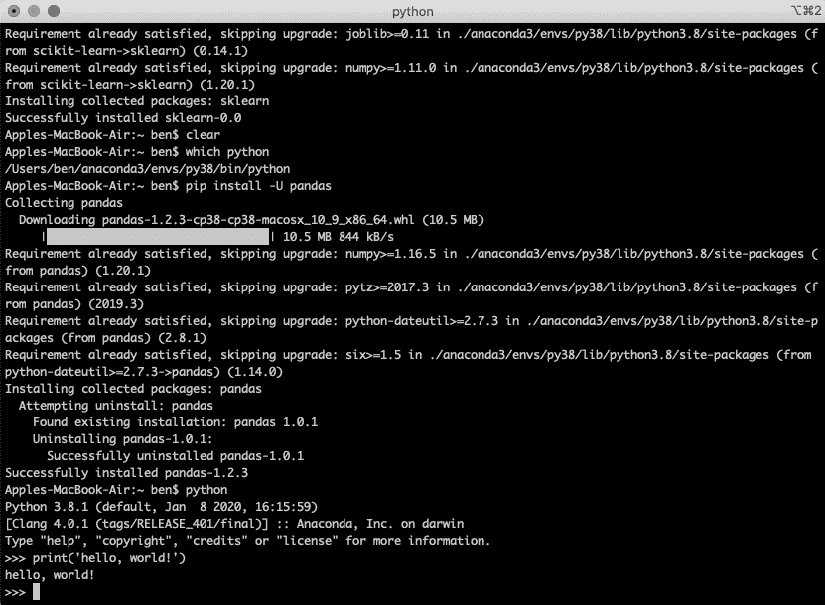 python
⌥⌘2
Requirement already satisfied, skipping upgrade: joblib>=0.11 in ./anaconda3/envs/py38/lib/python3.8/site-packages (f
rom scikit-learn->sklearn) (0.14.1)
Requirement already satisfied, skipping upgrade: numpy>=1.11.0 in ./anaconda3/envs/py38/lib/python3.8/site-packages (
from scikit-learn->sklearn) (1.20.1)
Installing collected packages: sklearn
Successfully installed sklearn-0.0
Apples-MacBook-Air:~ ben$ clear
Apples-MacBook-Air:~ ben$ which python
/Users/ben/anaconda3/envs/py38/bin/python
Apples-MacBook-Air:~ ben$ pip install -U pandas
Collecting pandas
  Downloading pandas-1.2.3-cp38-cp38-macosx_10_9_x86_64.whl (10.5 MB)
     |                                | 10.5 MB 844 kB/s
Requirement already satisfied, skipping upgrade: numpy>=1.16.5 in ./anaconda3/envs/py38/lib/python3.8/site-packages (
from pandas) (1.20.1)
Requirement already satisfied, skipping upgrade: pytz>=2017.3 in ./anaconda3/envs/py38/lib/python3.8/site-packages (f
rom pandas) (2019.3)
Requirement already satisfied, skipping upgrade: python-dateutil>=2.7.3 in ./anaconda3/envs/py38/lib/python3.8/site-p
ackages (from pandas) (2.8.1)
Requirement already satisfied, skipping upgrade: six>=1.5 in ./anaconda3/envs/py38/lib/python3.8/site-packages (from
python-dateutil>=2.7.3->pandas) (1.14.0)
Installing collected packages: pandas
  Attempting uninstall: pandas
    Found existing installation: pandas 1.0.1
    Uninstalling pandas-1.0.1:
      Successfully uninstalled pandas-1.0.1
Successfully installed pandas-1.2.3
Apples-MacBook-Air:~ ben$ python
Python 3.8.1 (default, Jan  8 2020, 16:15:59)
[Clang 4.0.1 (tags/RELEASE_401/final)] :: Anaconda, Inc. on darwin
Type "help", "copyright", "credits" or "license" for more information.
>>> print('hello, world!')
hello, world!
>>>